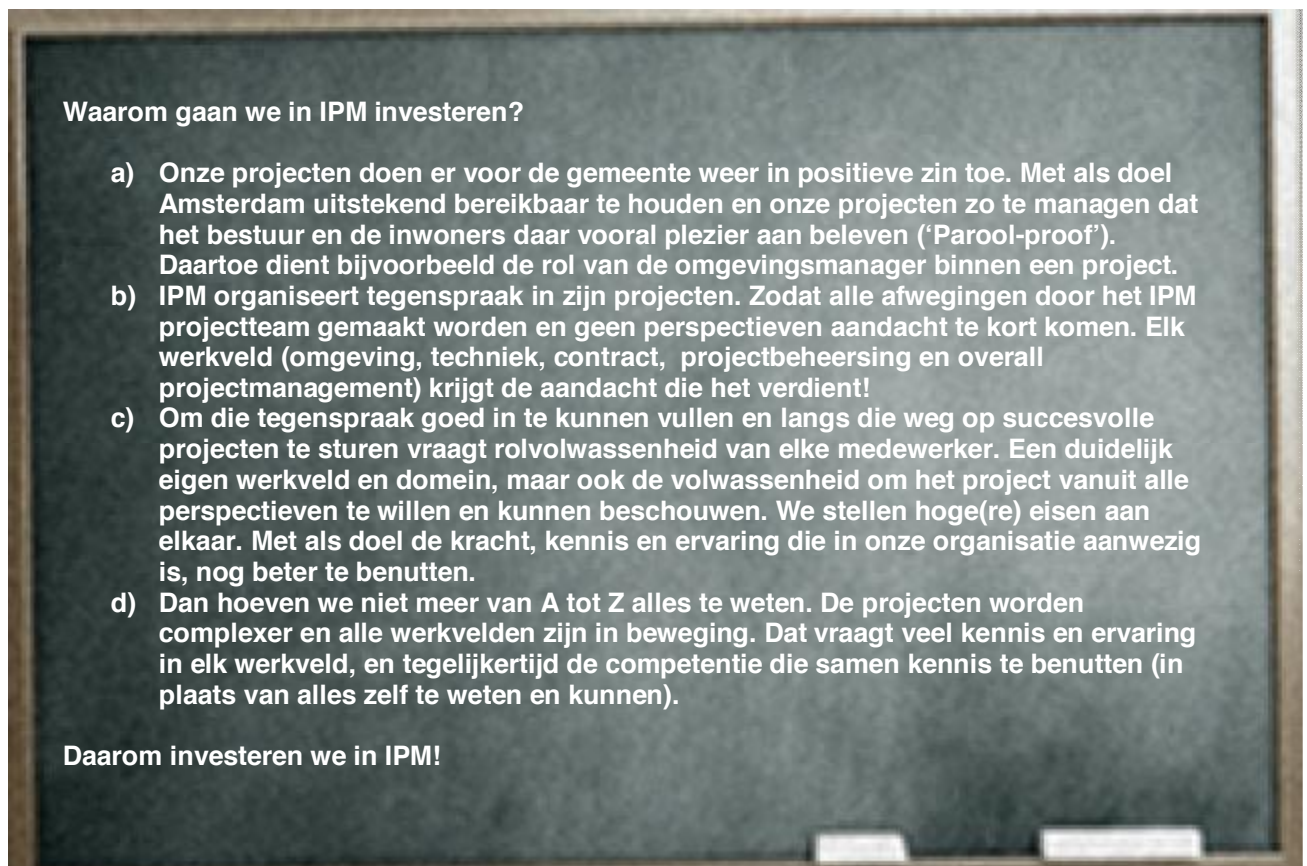 Waarom gaan we in IPM investeren?
a) Onze projecten doen er voor de gemeente weer in positieve zin toe. Met als doel
Amsterdam uitstekend bereikbaar te houden en onze projecten zo te managen dat
het bestuur en de inwoners daar vooral plezier aan beleven (‘Parool-proof’).
Daartoe dient bijvoorbeeld de rol van de omgevingsmanager binnen een project.
b) IPM organiseert tegenspraak in zijn projecten. Zodat alle afwegingen door het IPM
projectteam gemaakt worden en geen perspectieven aandacht te kort komen. Elk
werkveld (omgeving, techniek, contract, projectbeheersing en overall
projectmanagement) krijgt de aandacht die het verdient!
c) Om die tegenspraak goed in te kunnen vullen en langs die weg op succesvolle
projecten te sturen vraagt rolvolwassenheid van elke medewerker. Een duidelijk
eigen werkveld en domein, maar ook de volwassenheid om het project vanuit alle
perspectieven te willen en kunnen beschouwen. We stellen hoge(re) eisen aan
elkaar. Met als doel de kracht, kennis en ervaring die in onze organisatie aanwezig
is, nog beter te benutten.
d) Dan hoeven we niet meer van A tot Z alles te weten. De projecten worden
complexer en alle werkvelden zijn in beweging. Dat vraagt veel kennis en ervaring
in elk werkveld, en tegelijkertijd de competentie die samen kennis te benutten (in
plaats van alles zelf te weten en kunnen).
Daarom investeren we in IPM!